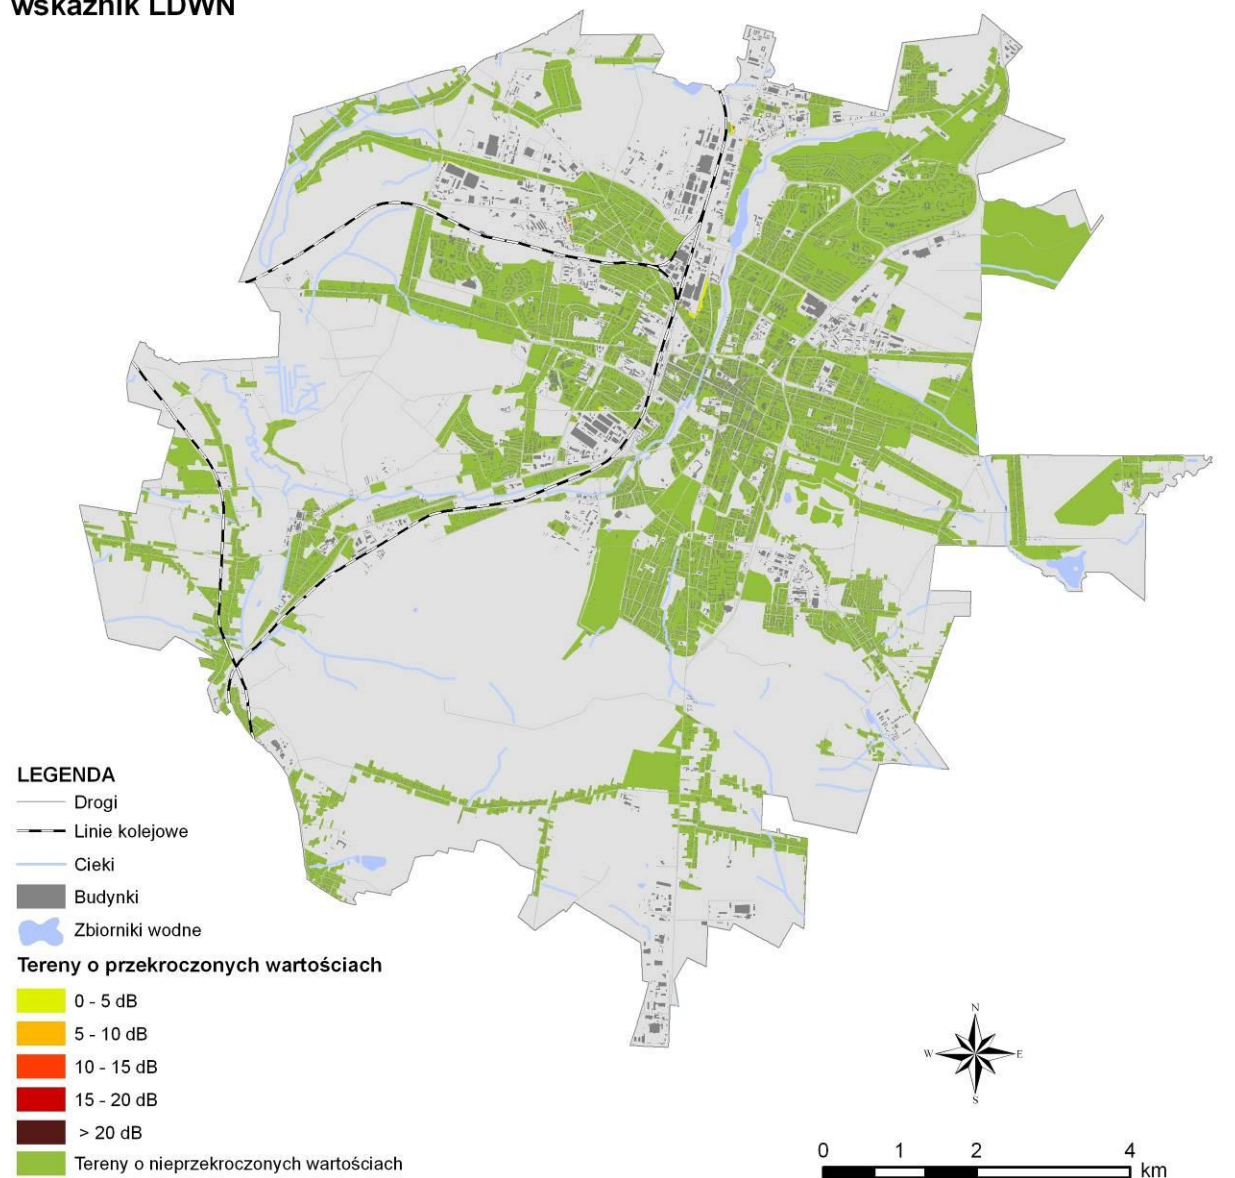 wskaźnik LDWN
LEGENDA
Drogi
Linie kolejowe
Cieki
Budynki
Zbiorniki wodne
Tereny o przekroczonych wartościach
0 - 5 dB
5 - 10 dB
10 - 15 dB
15 - 20 dB
> 20 dB
Tereny o nieprzekroczonych wartościach
N
W E
S
0 1 2 4
km